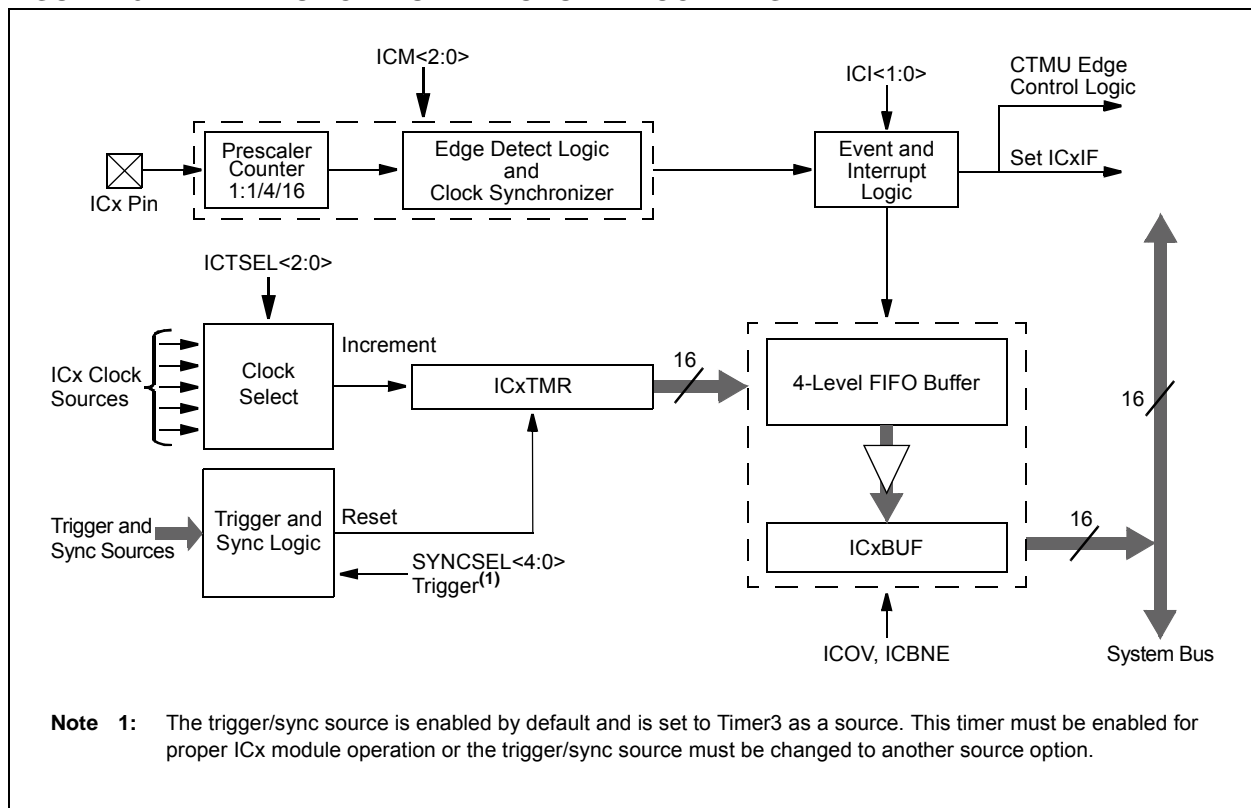 ICM<2:0>
ICI<1:0>
CTMU Edge
Control Logic
Prescaler
Counter
1:1/4/16
Edge Detect Logic
and
Clock Synchronizer
Event and
Interrupt
Logic
Set ICxIF
ICx Pin
ICTSEL<2:0>
ICx Clock
Sources
Clock
Select
Increment
ICxTMR
16
4-Level FIFO Buffer
16
Trigger and
Sync Sources
Trigger and
Sync Logic
Reset
SYNCSEL<4:0>
Trigger(1)
ICxBUF
16
ICOV, ICBNE
System Bus
Note 1: The trigger/sync source is enabled by default and is set to Timer3 as a source. This timer must be enabled for
proper ICx module operation or the trigger/sync source must be changed to another source option.